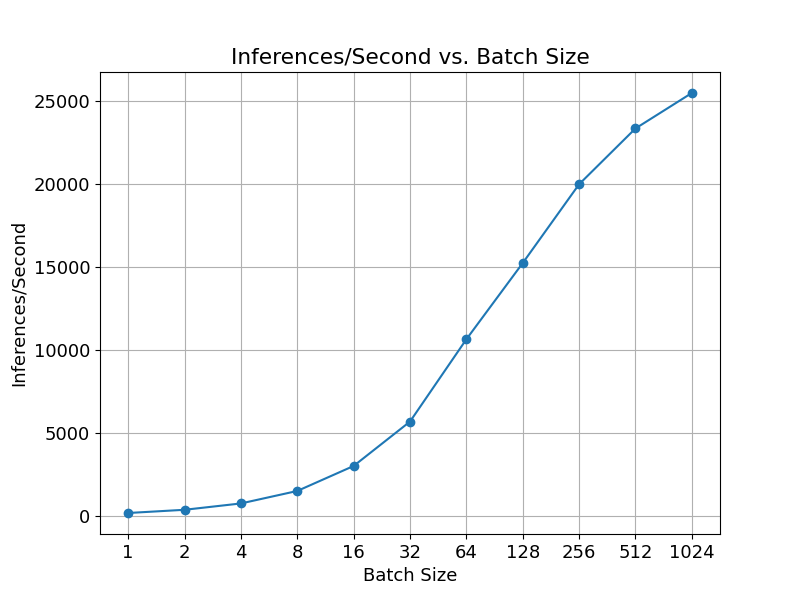 Inferences/Second vs. Batch Size
25000
20000
15000
10000
5000
0
Inferences/Second
1 2 4 8 16 32 64 128 256 512 1024
Batch Size